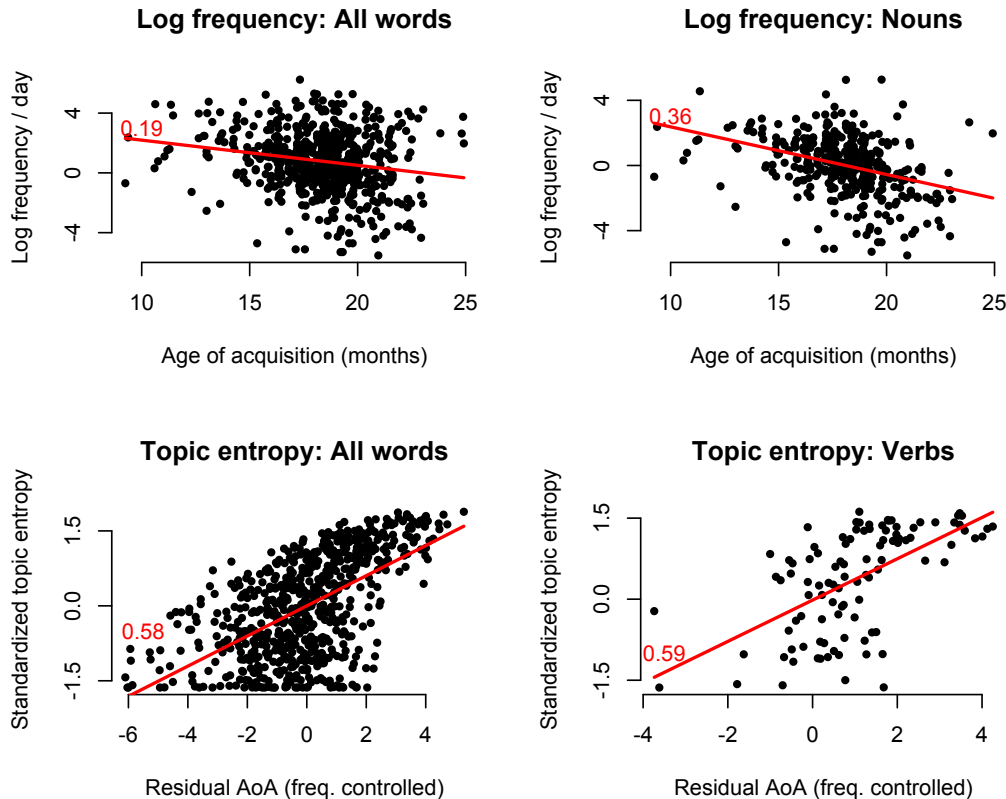 Log frequency: All words
Log frequency / day
4
0
-4
0.19
10
15
20
25
Age of acquisition (months)
Log frequency: Nouns
Log frequency / day
4
0
-4
0.36
10
15
20
25
Age of acquisition (months)
Topic entropy: All words
Standardized topic entropy
1.5
0.0
-1.5
0.58
-6
-4
-2
0
2
4
Residual AoA (freq. controlled)
Topic entropy: Verbs
Standardized topic entropy
1.5
0.0
-1.5
0.59
-4
-2
0
2
4
Residual AoA (freq. controlled)